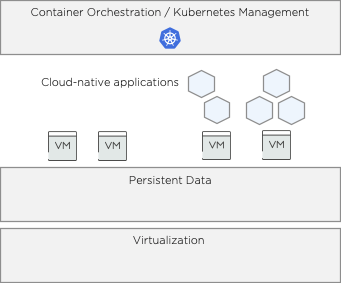 Container Orchestration / Kubernetes Management
Cloud-native applications
VM VM VM VM
Persistent Data
Virtualization